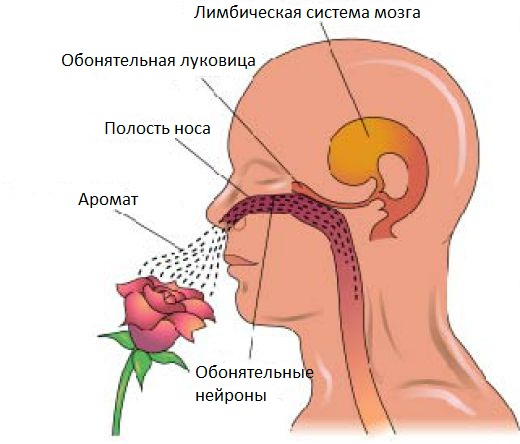 Лимбическая система мозга
Обонятельная луковица
Полость носа
Аромат
Обонятельные
нейроны